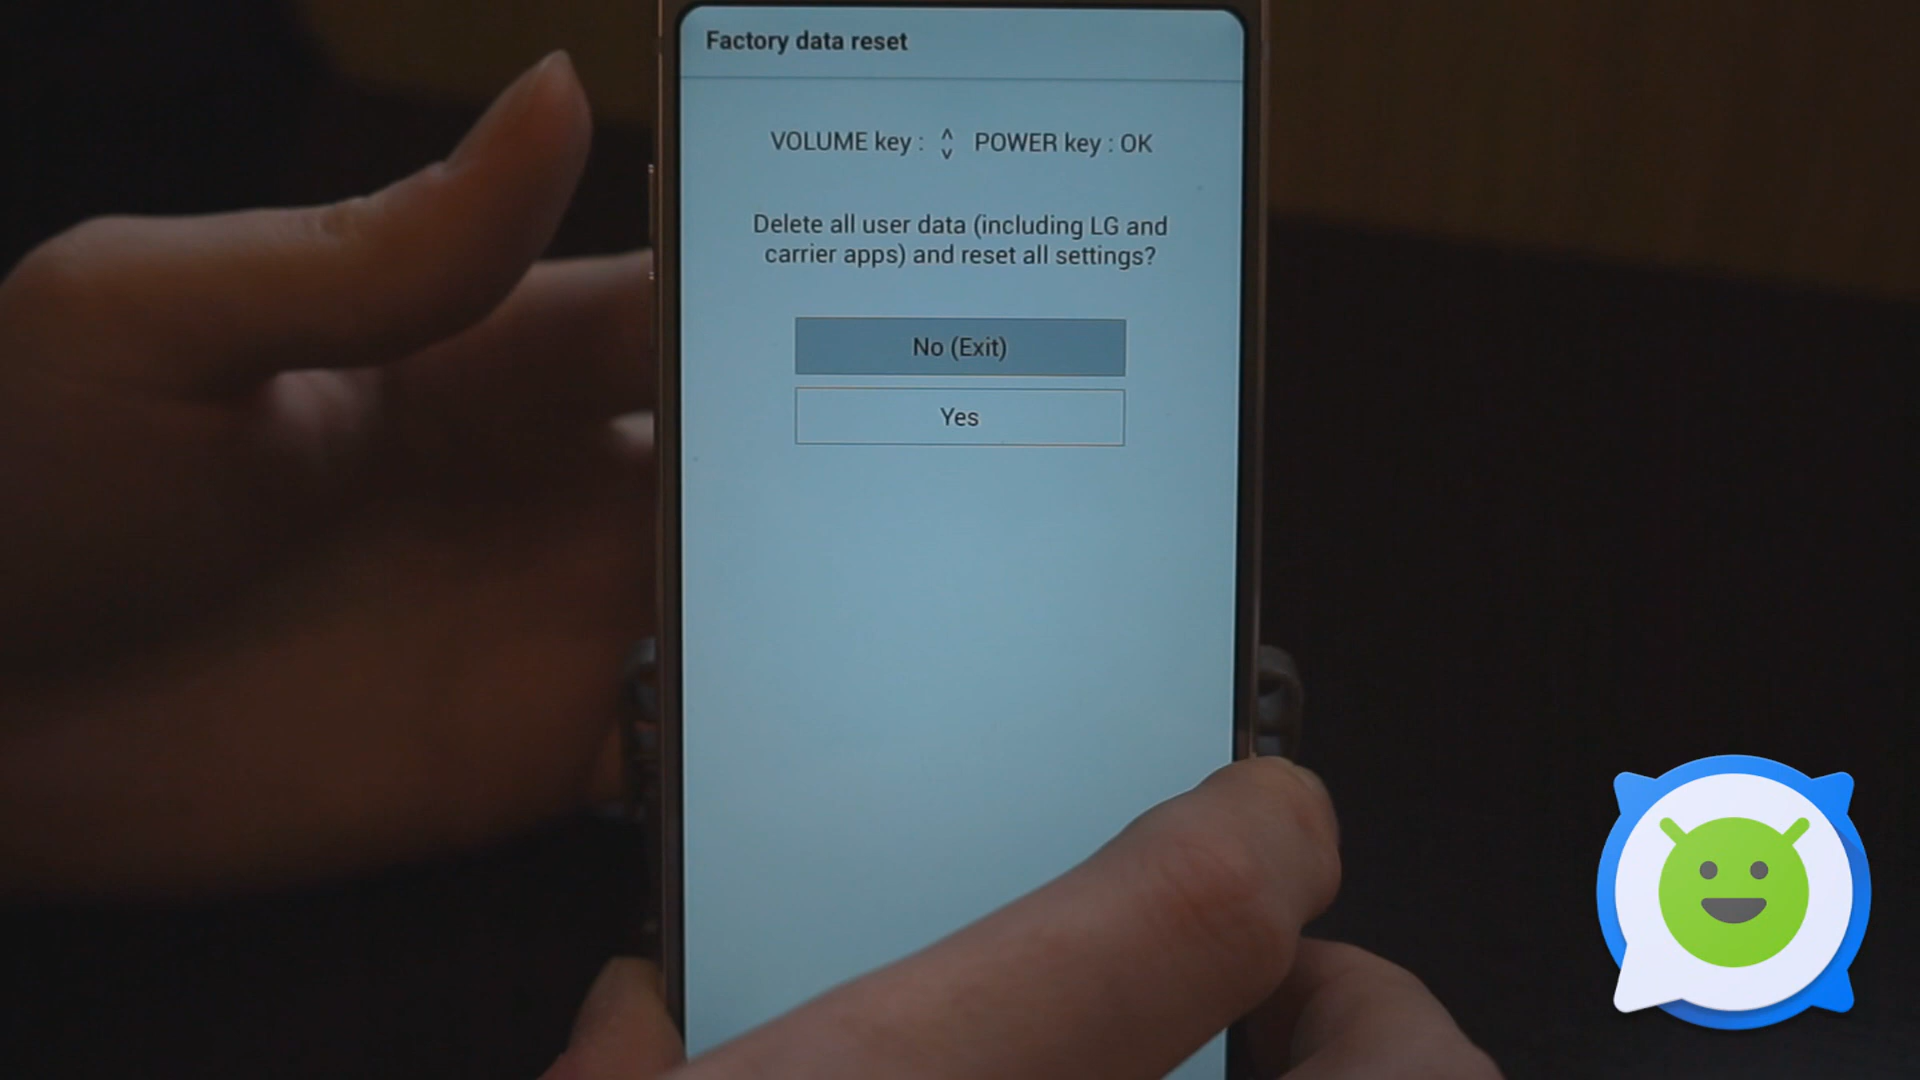 Factory data reset
VOLUME key : ^ v POWER key : OK
Delete all user data (including LG and
carrier apps) and reset all settings?
No (Exit)
Yes